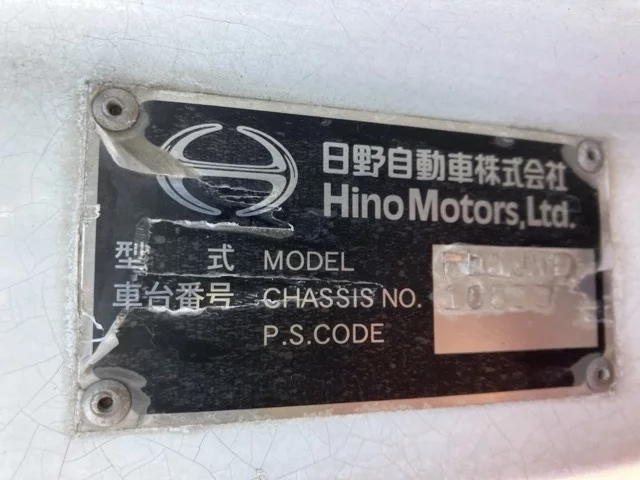 日野自動車株式会社
Hino Motors, Ltd.
型 式 MODEL
車台番号 CHASSIS NO.
P.S.CODE